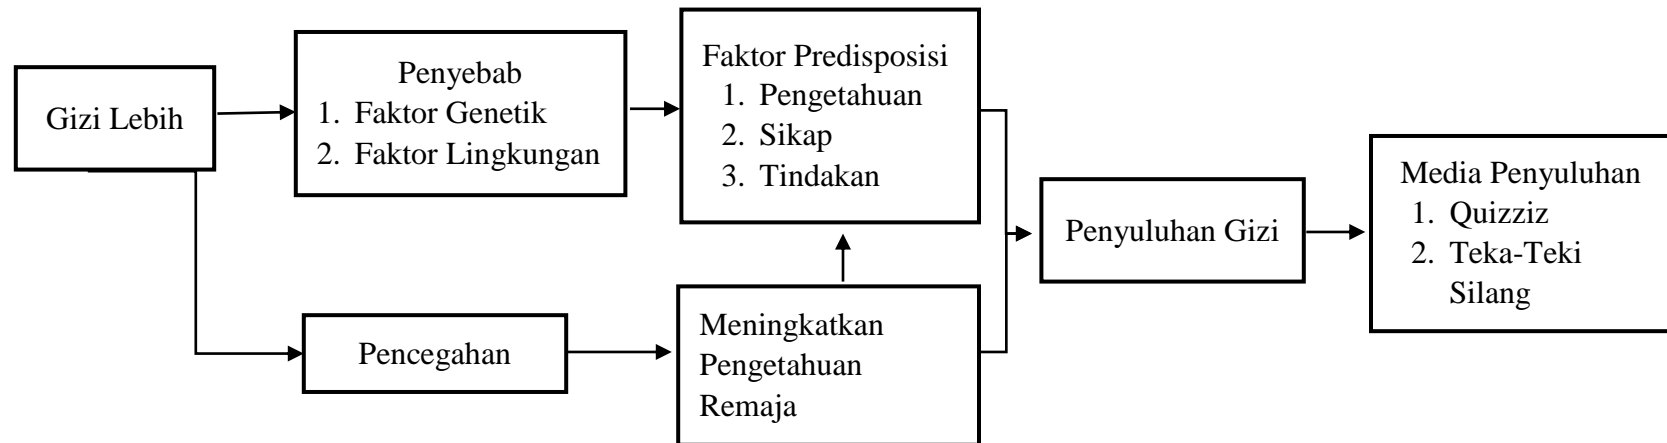 Gizi Lebih
Penyebab
1. Faktor Genetik
2. Faktor Lingkungan
Faktor Predisposisi
1. Pengetahuan
2. Sikap
3. Tindakan
Pencegahan
Meningkatkan
Pengetahuan
Remaja
Penyuluhan Gizi
Media Penyuluhan
1. Quizziz
2. Teka-Teki
Silang